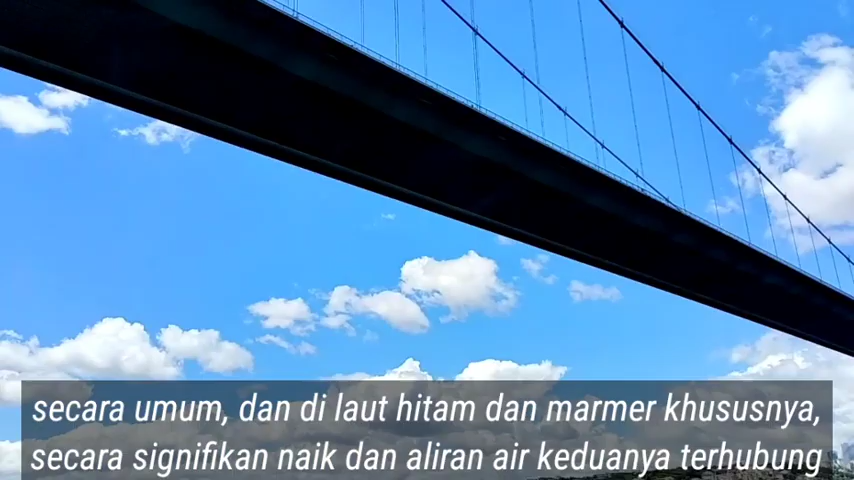 secara umum, dan di laut hitam dan marmer khususnya,
secara signifikan naik dan aliran air keduanya terhubung